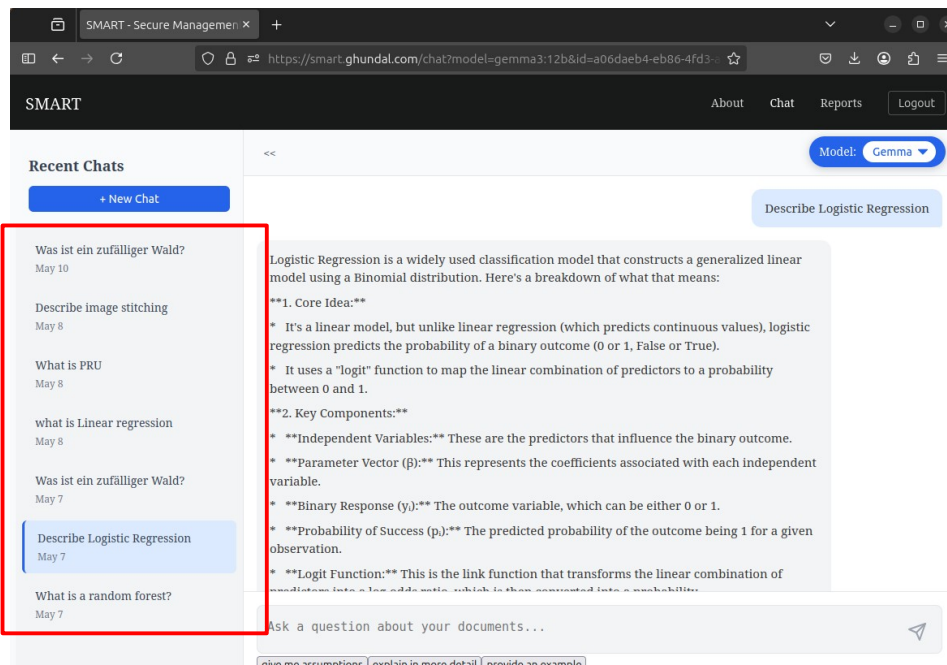 SMART - Secure Managemen
https://smart.ghundal.com/chat?model=gemma3:12b&id=a06daeb4-eb86-4fd3-
SMART
About Chat Reports Logout
Recent Chats
<<
Model: Gemma
+ New Chat
Describe Logistic Regression
Was ist ein zufälliger Wald?
May 10
Describe image stitching
May 8
What is PRU
May 8
what is Linear regression
May 8
Was ist ein zufälliger Wald?
May 7
Describe Logistic Regression
May 7
What is a random forest?
May 7
Logistic Regression is a widely used classification model that constructs a generalized linear
model using a Binomial distribution. Here's a breakdown of what that means:
**1. Core Idea:**
* It's a linear model, but unlike linear regression (which predicts continuous values), logistic
regression predicts the probability of a binary outcome (0 or 1, False or True).
* It uses a "logit" function to map the linear combination of predictors to a probability
between 0 and 1.
**2. Key Components:**
* **Independent Variables:** These are the predictors that influence the binary outcome.
* **Parameter Vector (β):** This represents the coefficients associated with each independent
variable.
* **Binary Response (yᵢ):** The outcome variable, which can be either 0 or 1.
* **Probability of Success (pᵢ):** The predicted probability of the outcome being 1 for a given
observation.
* **Logit Function:** This is the link function that transforms the linear combination of
predictors into a log-odds ratio, which is then converted into a probability.
Ask a question about your documents...
give me assumptions explain in more detail provide an example